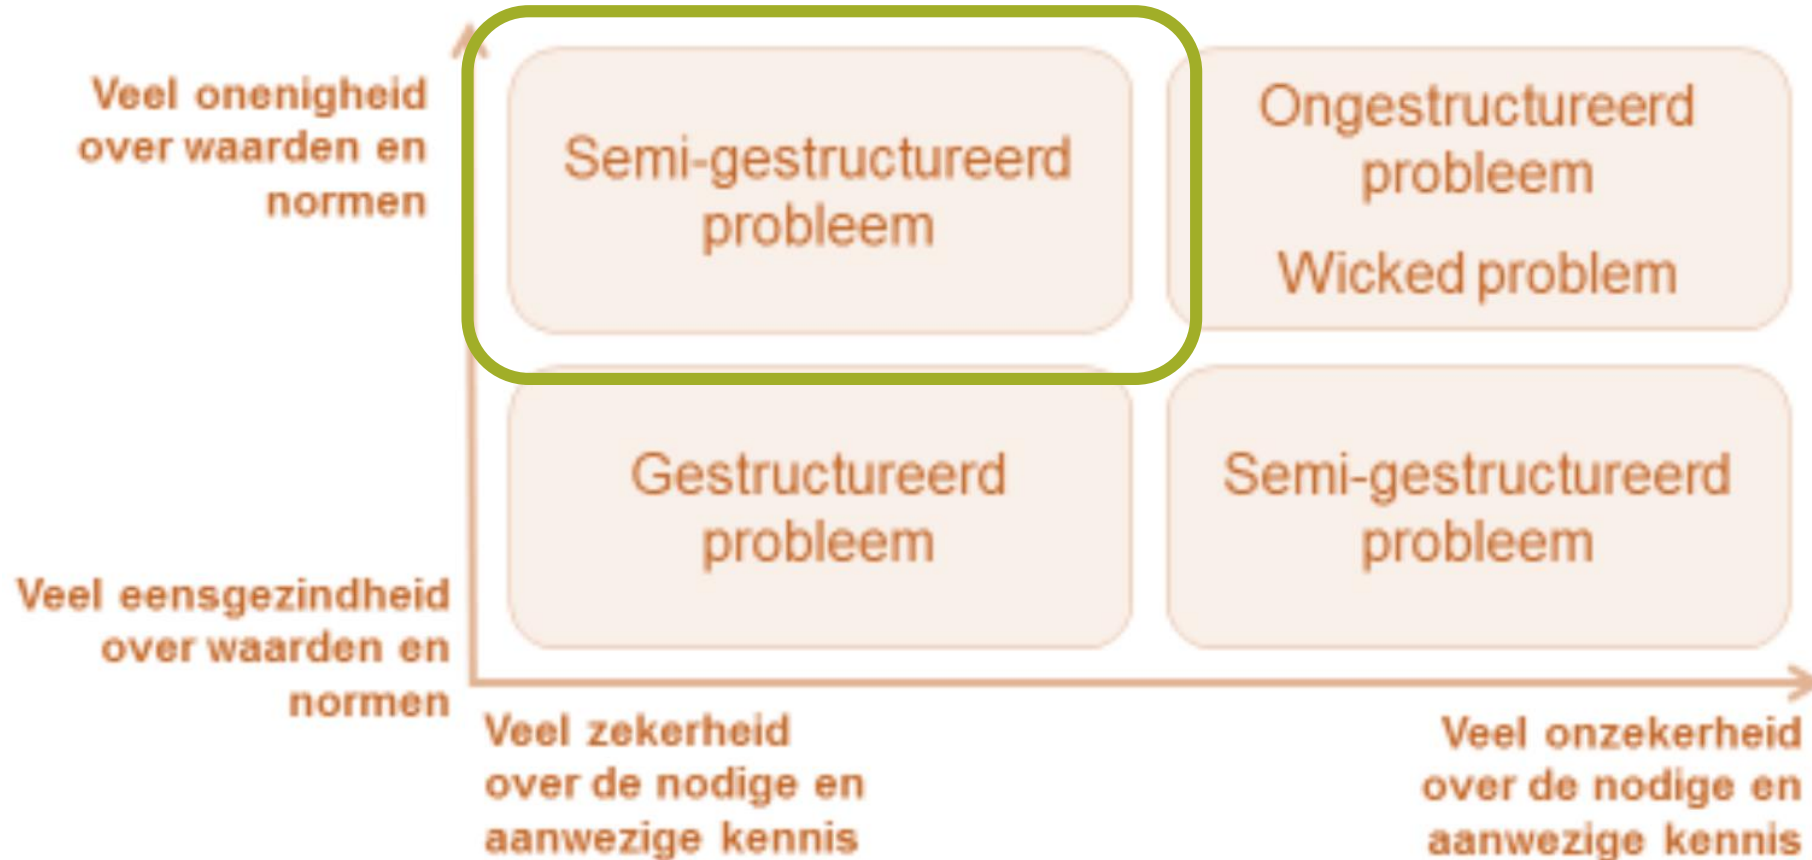 Veel onenigheid
over waarden en
normen
Semi-gestructureerd
probleem
Ongestructureerd
probleem
Wicked problem
Veel eensgezindheid
over waarden en
normen
Gestructureerd
probleem
Semi-gestructureerd
probleem
Veel zekerheid
over de nodige en
aanwezige kennis
Veel onzekerheid
over de nodige en
aanwezige kennis